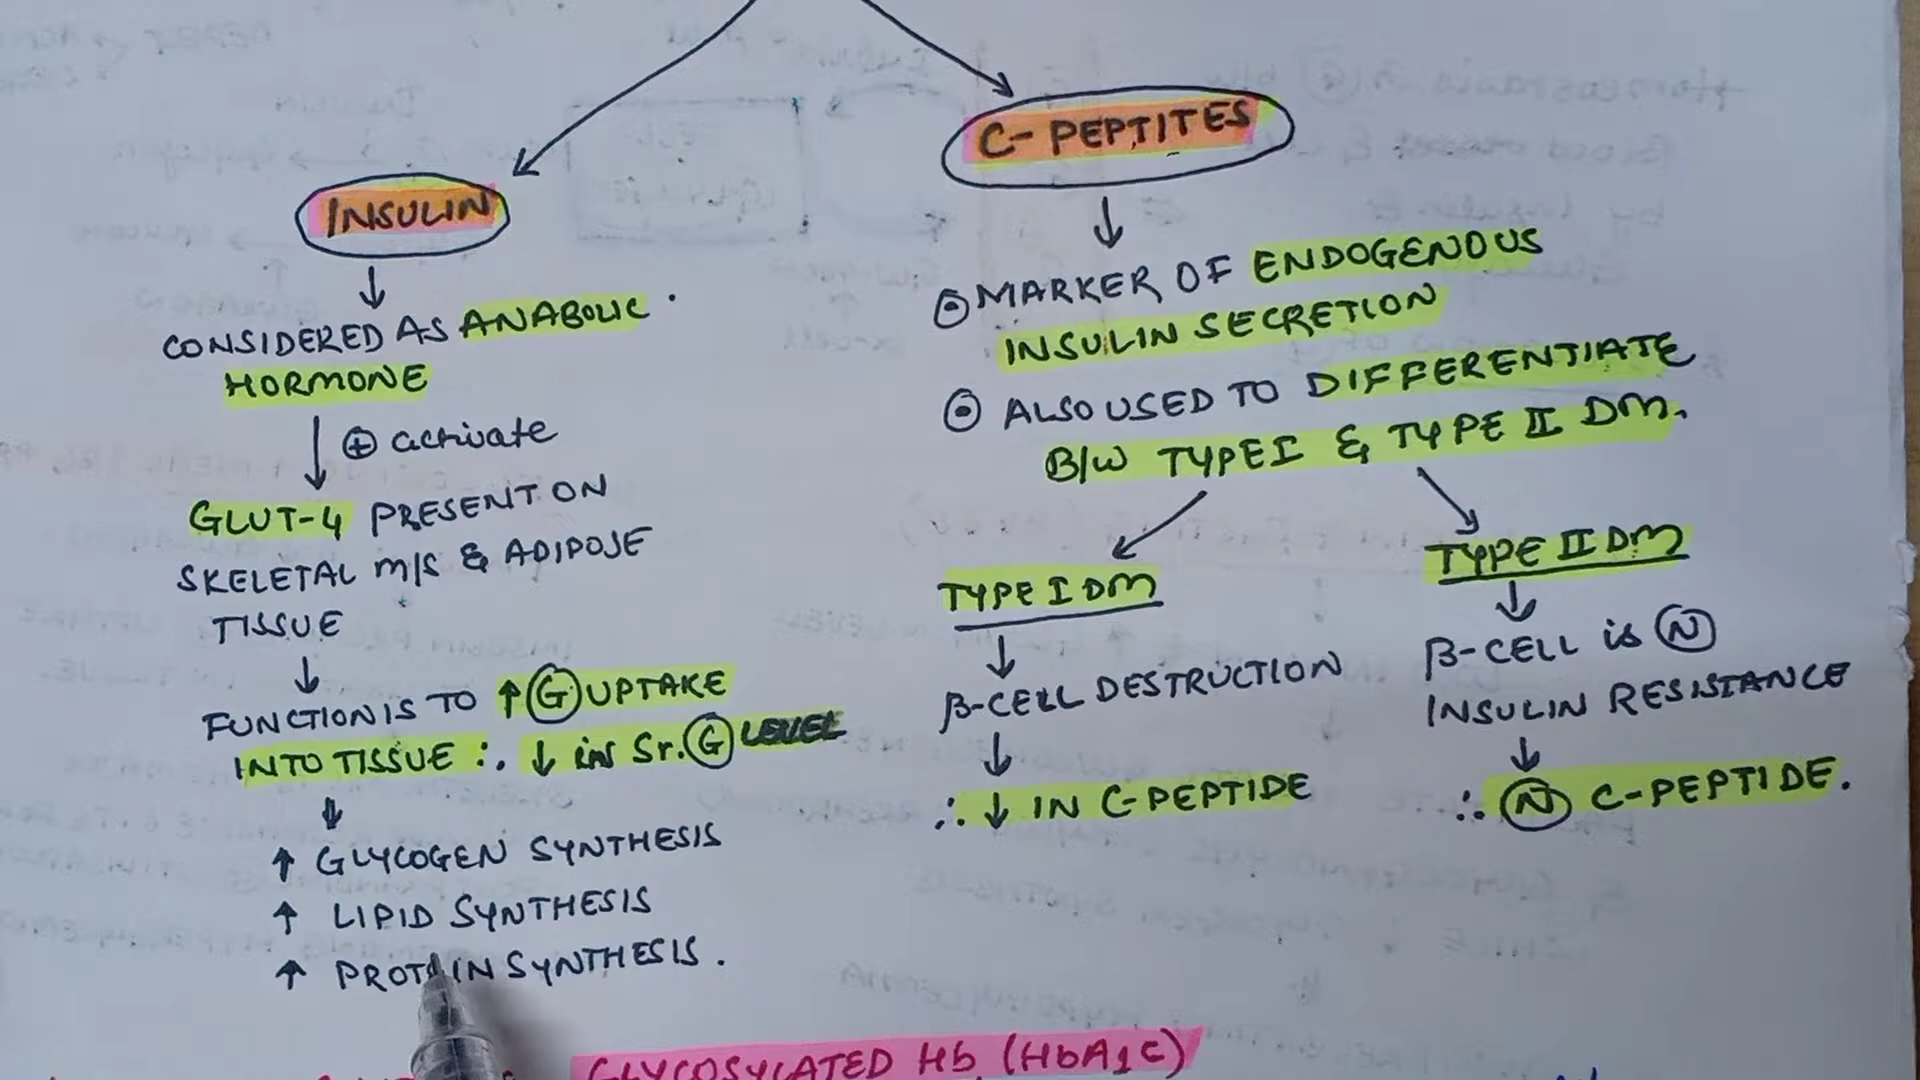 INSULIN
CONSIDERED AS ANABOLIC
HORMONE
⊕ activate
GLUT-4 PRESENT ON
SKELETAL m/s & ADIPOSE
TISSUE
FUNCTION IS TO ↑ Ⓖ UPTAKE
INTO TISSUE ∴ ↓ in Sr. Ⓖ LEVEL
↑ GLYCOGEN SYNTHESIS
↑ LIPID SYNTHESIS
↑ PROTEIN SYNTHESIS.
C-PEPTITES
⊙ MARKER OF ENDOGENOUS
INSULIN SECRETION
⊙ ALSO USED TO DIFFERENTIATE
B/W TYPE I & TYPE II DM.
TYPE I DM
β-CELL DESTRUCTION
∴ ↓ IN C-PEPTIDE
TYPE II DM
β-CELL is Ⓝ
INSULIN RESISTANCE
∴ Ⓝ C-PEPTIDE.
GLYCOSYLATED Hb (HbA1C)